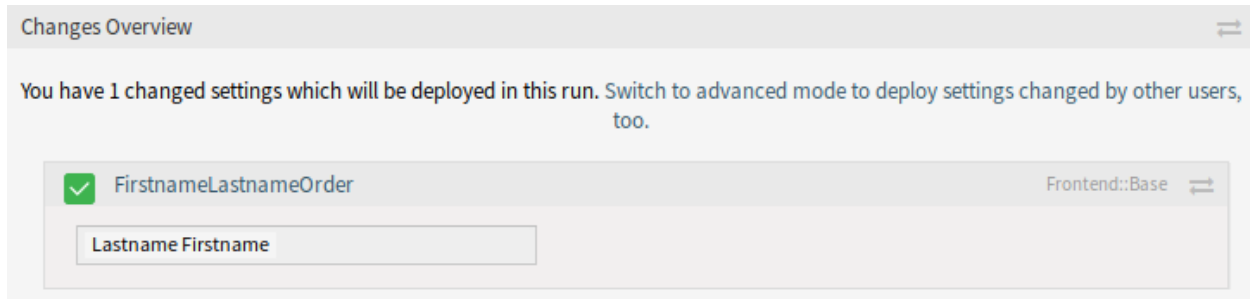 Changes Overview
You have 1 changed settings which will be deployed in this run. Switch to advanced mode to deploy settings changed by other users,
too.
FirstnameLastnameOrder Frontend::Base
Lastname Firstname